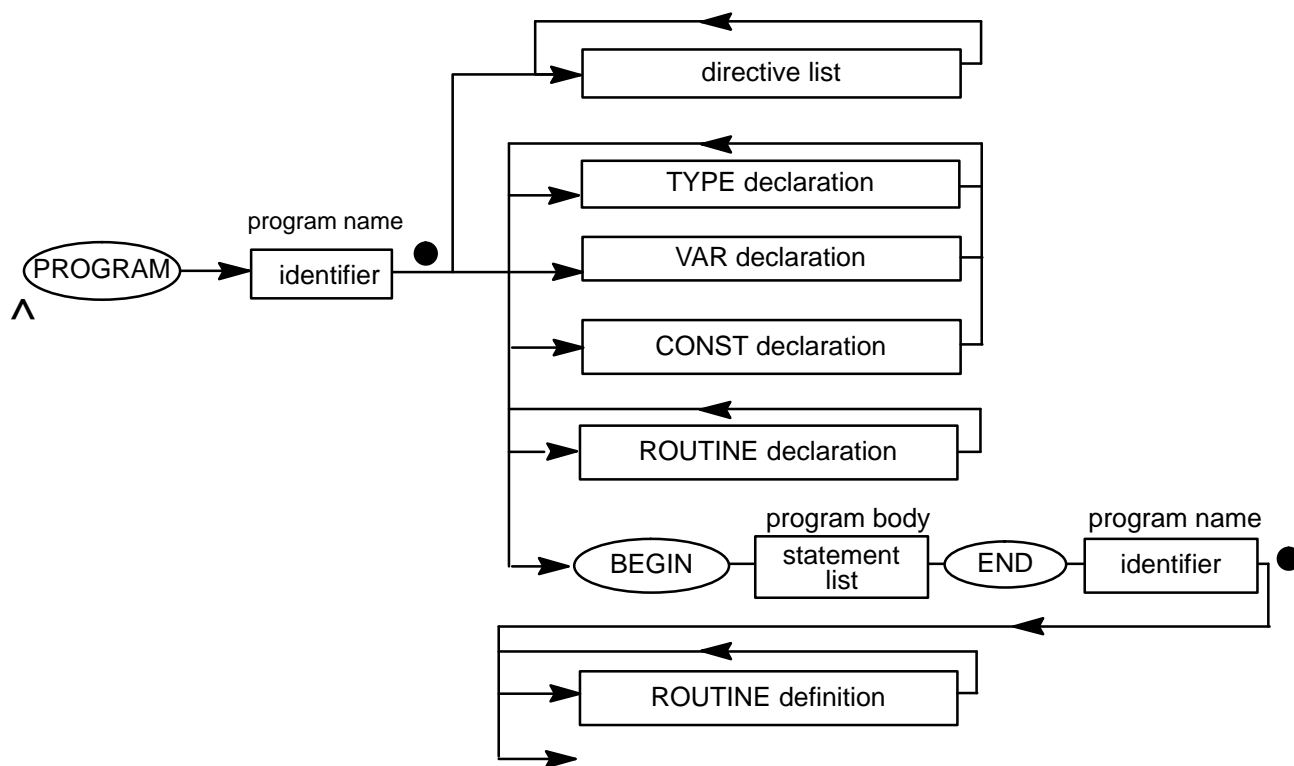 directive list
TYPE declaration
program name
PROGRAM
identifier
VAR declaration
^
CONST declaration
ROUTINE declaration
program body
program name
BEGIN
statement
list
END
identifier
ROUTINE definition